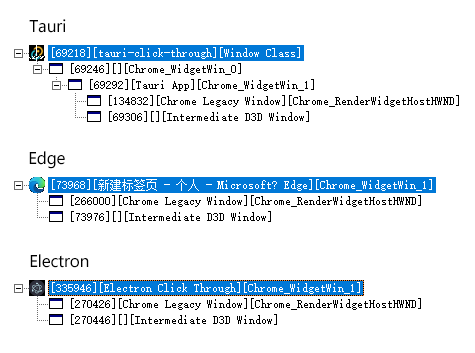 Tauri
[69218][tauri-click-through][Window Class]
[69246][][Chrome_WidgetWin_0]
[69292][Tauri App][Chrome_WidgetWin_1]
[134832][Chrome Legacy Window][Chrome_RenderWidgetHostHWND]
[69306][][Intermediate D3D Window]
Edge
[73968][新建标签页 - 个人 - Microsoft? Edge][Chrome_WidgetWin_1]
[266000][Chrome Legacy Window][Chrome_RenderWidgetHostHWND]
[73976][][Intermediate D3D Window]
Electron
[335946][Electron Click Through][Chrome_WidgetWin_1]
[270426][Chrome Legacy Window][Chrome_RenderWidgetHostHWND]
[270446][][Intermediate D3D Window]